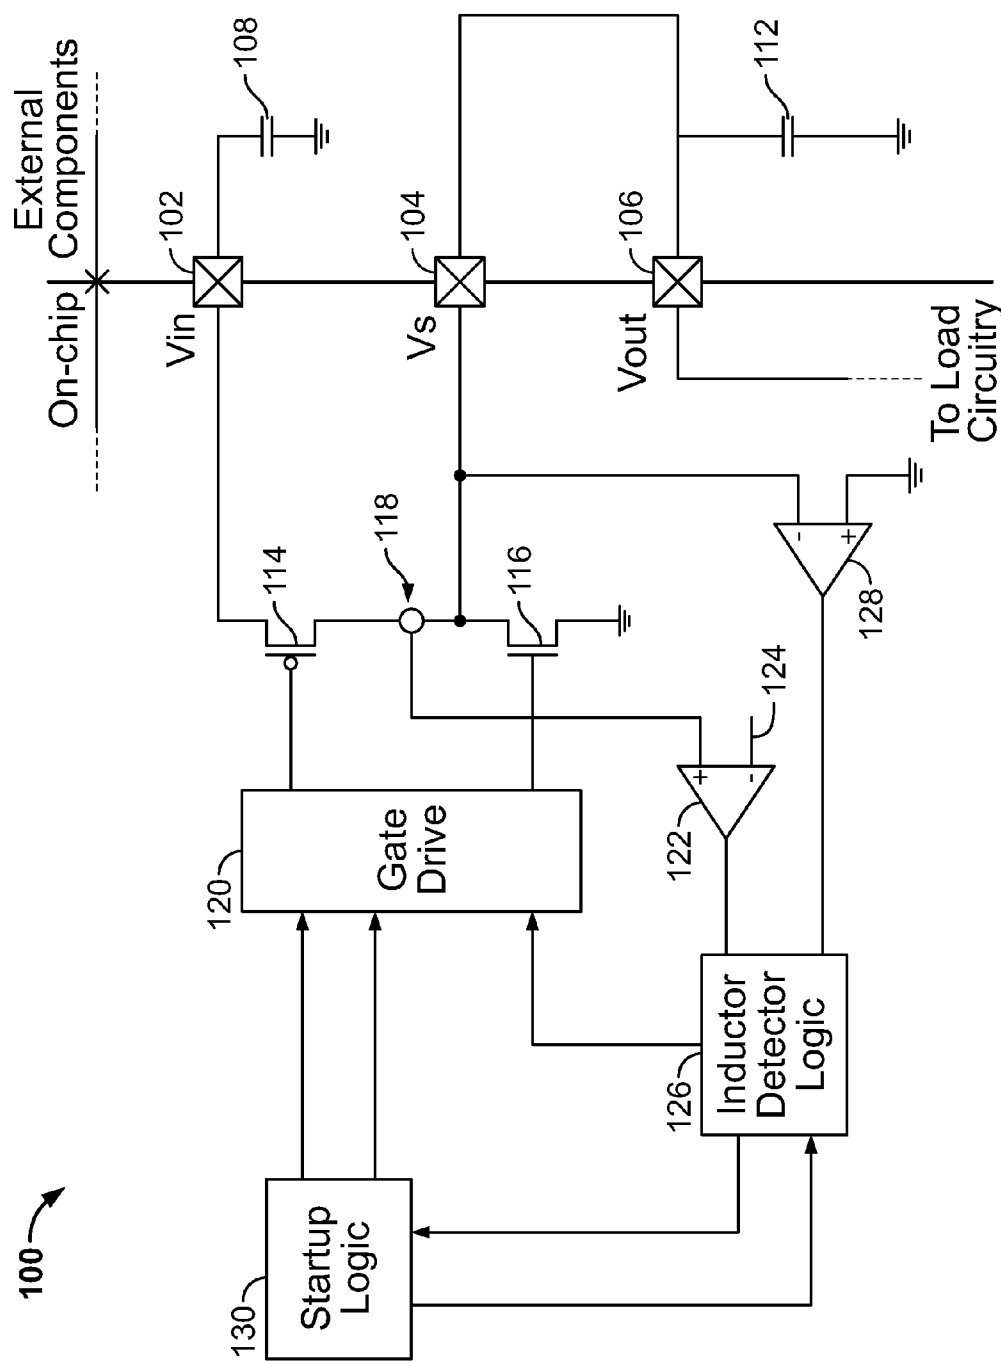 100
On-chip
External
Components
102
Vin
108
104
Vs
106
Vout
112
To Load
Circuitry
114
118
116
120
Gate
Drive
122
+
-
124
128
-
+
126
Inductor
Detector
Logic
130
Startup
Logic